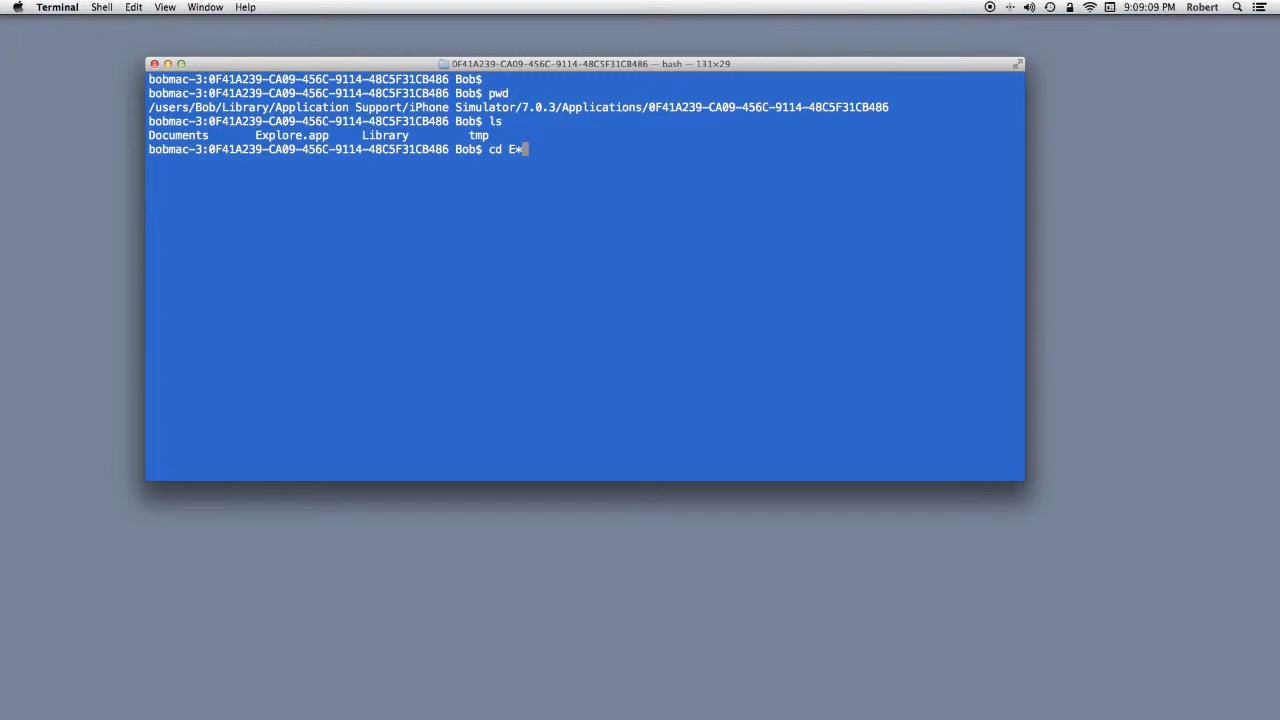 Terminal Shell Edit View Window Help 9:09:09 PM Robert
0F41A239-CA09-456C-9114-48C5F31CB486 — bash — 131×29
bobmac-3:0F41A239-CA09-456C-9114-48C5F31CB486 Bob$
bobmac-3:0F41A239-CA09-456C-9114-48C5F31CB486 Bob$ pwd
/users/Bob/Library/Application Support/iPhone Simulator/7.0.3/Applications/0F41A239-CA09-456C-9114-48C5F31CB486
bobmac-3:0F41A239-CA09-456C-9114-48C5F31CB486 Bob$ ls
Documents Explore.app Library tmp
bobmac-3:0F41A239-CA09-456C-9114-48C5F31CB486 Bob$ cd E*